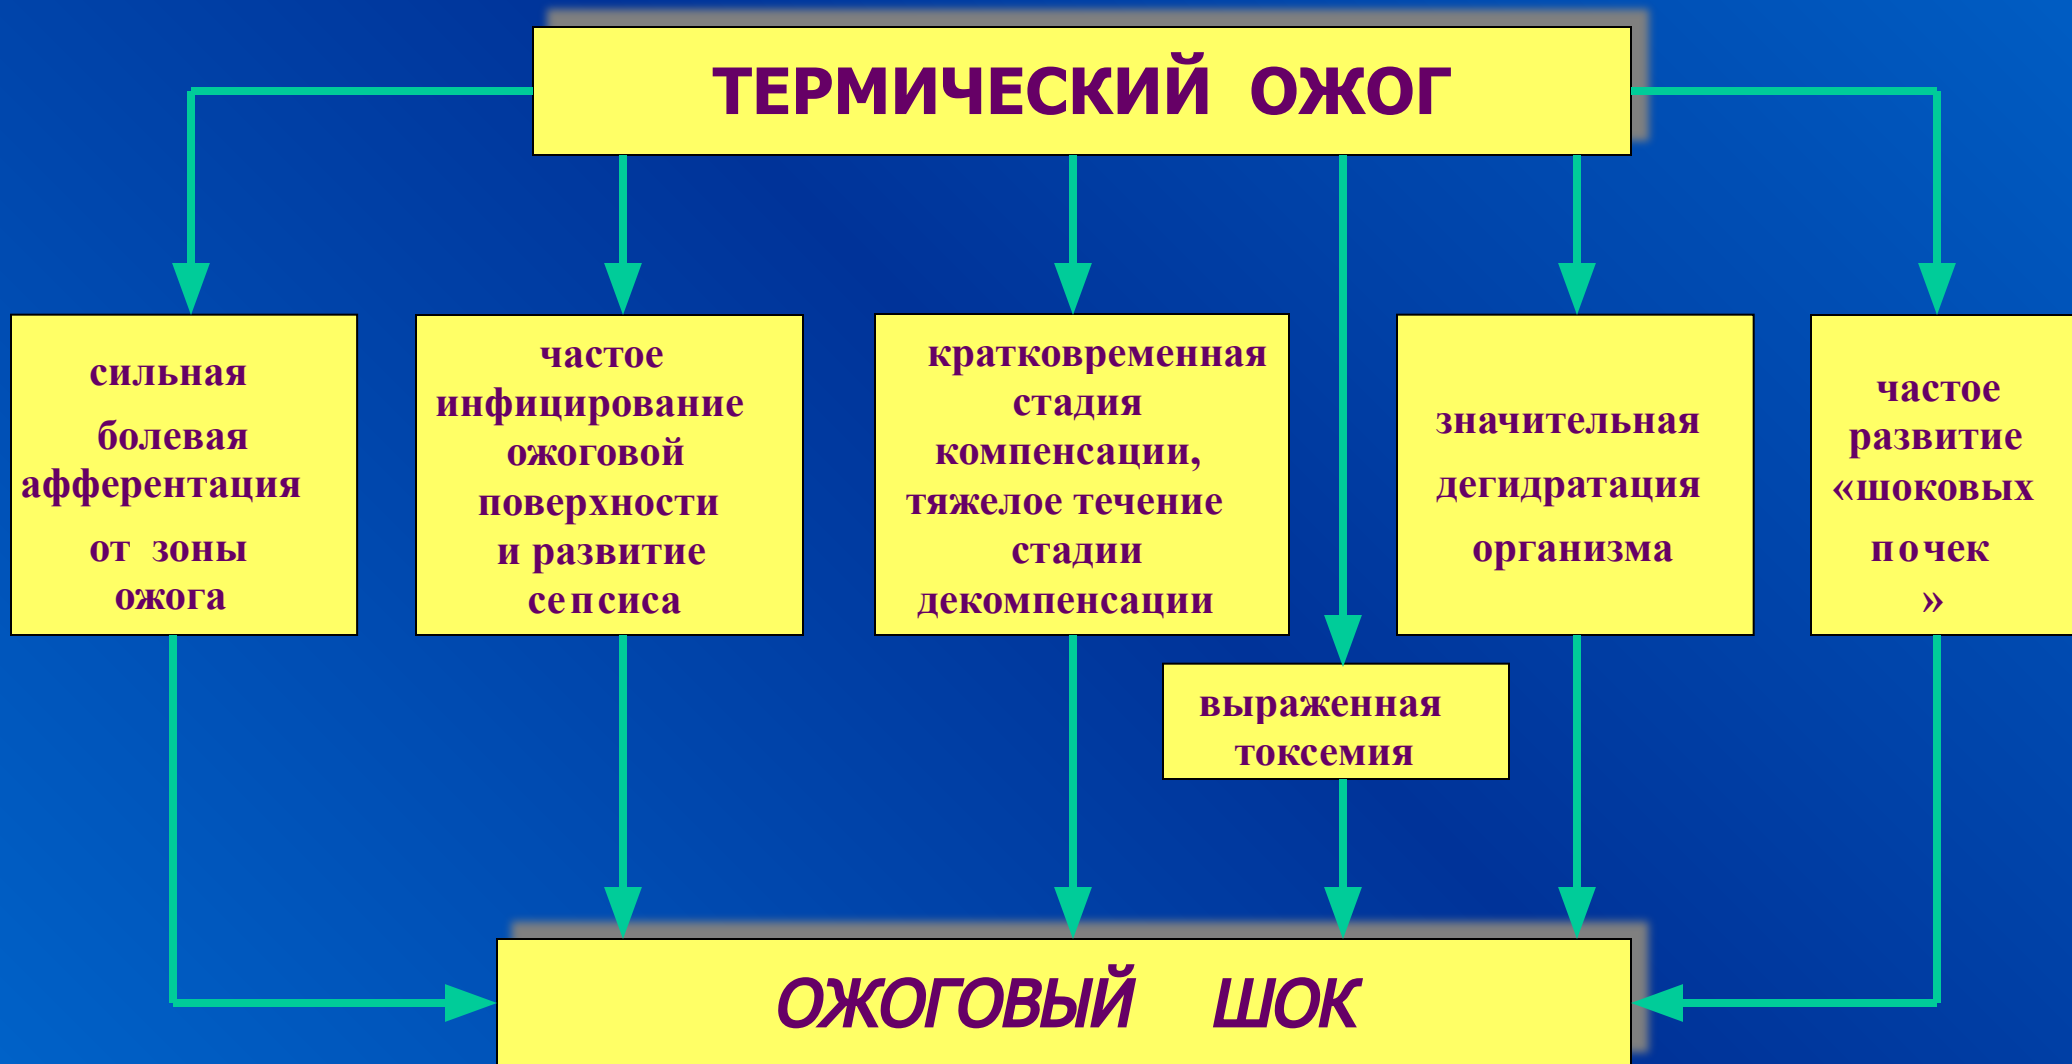 ТЕРМИЧЕСКИЙ ОЖОГ
сильная
болевая
афферентация
от зоны
ожога
частое
инфицирование
ожоговой
поверхности
и развитие
сепсиса
кратковременная
стадия
компенсации,
тяжелое течение
стадии
декомпенсации
выраженная
токсемия
значительная
дегидратация
организма
частое
развитие
«шоковых
почек
»
ОЖОГОВЫЙ ШОК